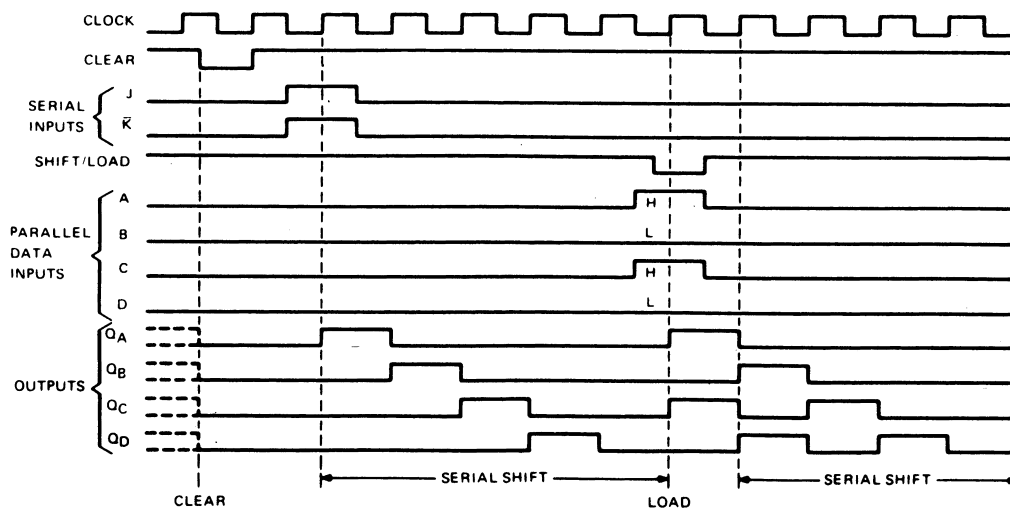 CLOCK
CLEAR
SERIAL
INPUTS
J
K̄
SHIFT/LOAD
PARALLEL
DATA
INPUTS
A
H
B
L
C
H
D
L
OUTPUTS
QA
QB
QC
QD
SERIAL SHIFT
SERIAL SHIFT
CLEAR
LOAD